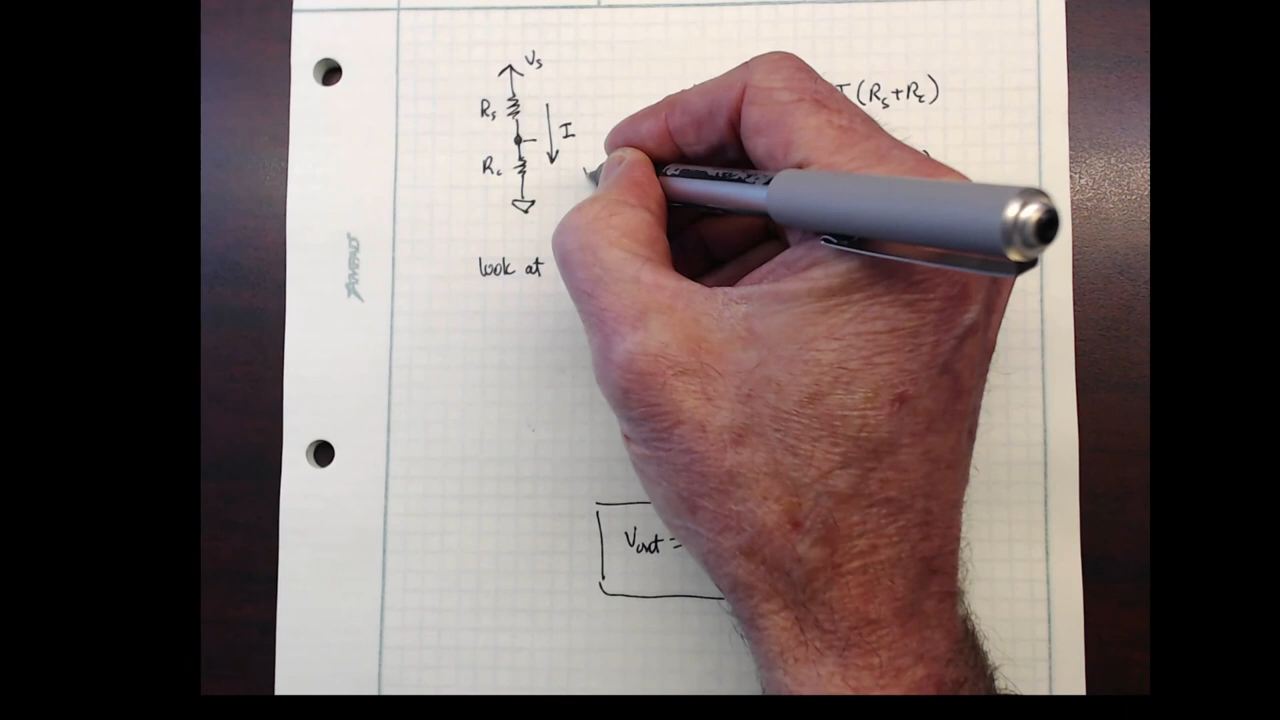 Vs
I(Rs+Rc)
Rs
I
Rc
look at
Vout =